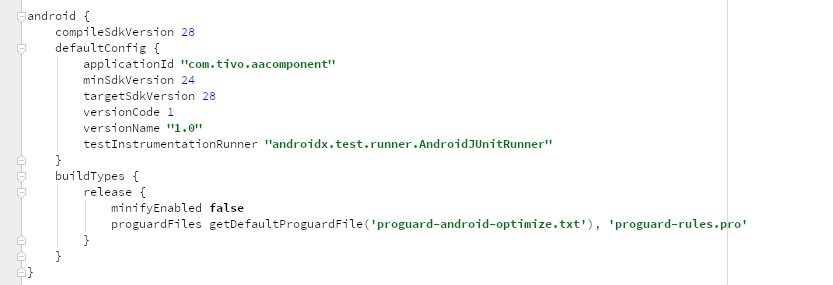 android {
    compileSdkVersion 28
    defaultConfig {
        applicationId "com.tivo.aacomponent"
        minSdkVersion 24
        targetSdkVersion 28
        versionCode 1
        versionName "1.0"
        testInstrumentationRunner "androidx.test.runner.AndroidJUnitRunner"
    }
    buildTypes {
        release {
            minifyEnabled false
            proguardFiles getDefaultProguardFile('proguard-android-optimize.txt'), 'proguard-rules.pro'
        }
    }
}